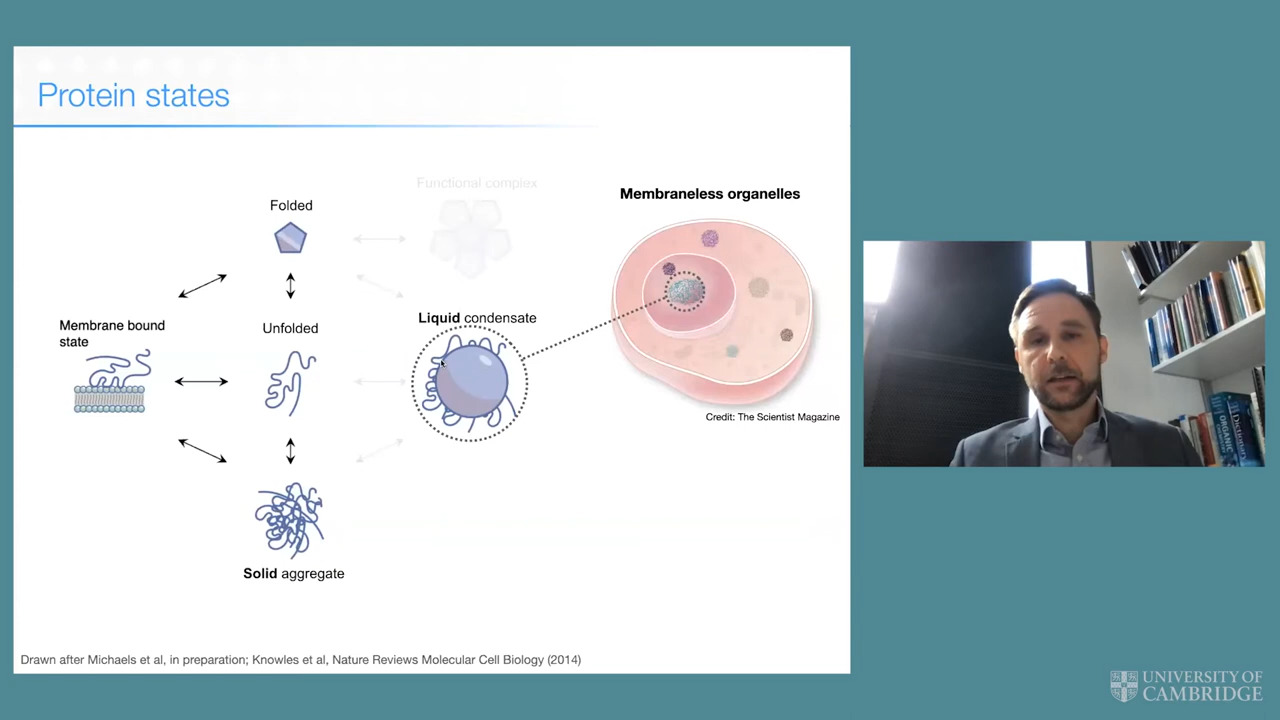 Protein states
Functional complex
Folded
Membraneless organelles
Membrane bound
state
Unfolded
Liquid condensate
Credit: The Scientist Magazine
Solid aggregate
Drawn after Michaels et al, in preparation; Knowles et al, Nature Reviews Molecular Cell Biology (2014)
ORGANIC
Dictionary
UNIVERSITY OF
CAMBRIDGE